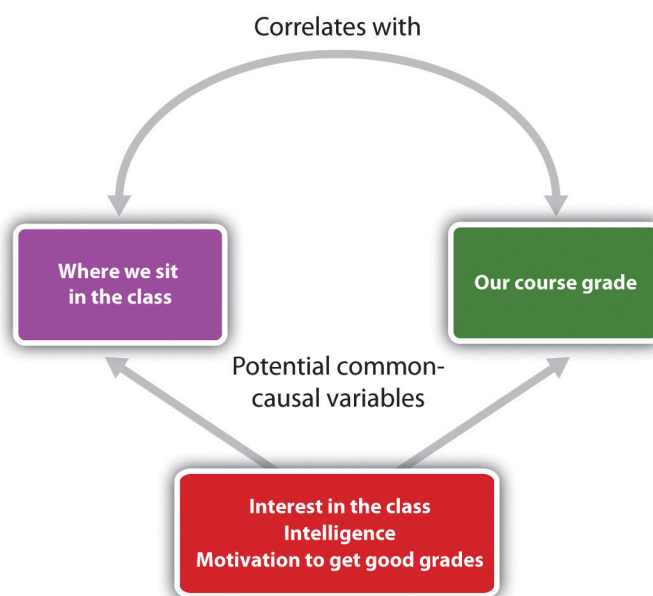 Correlates with
Where we sit
in the class
Our course grade
Potential common-
causal variables
Interest in the class
Intelligence
Motivation to get good grades